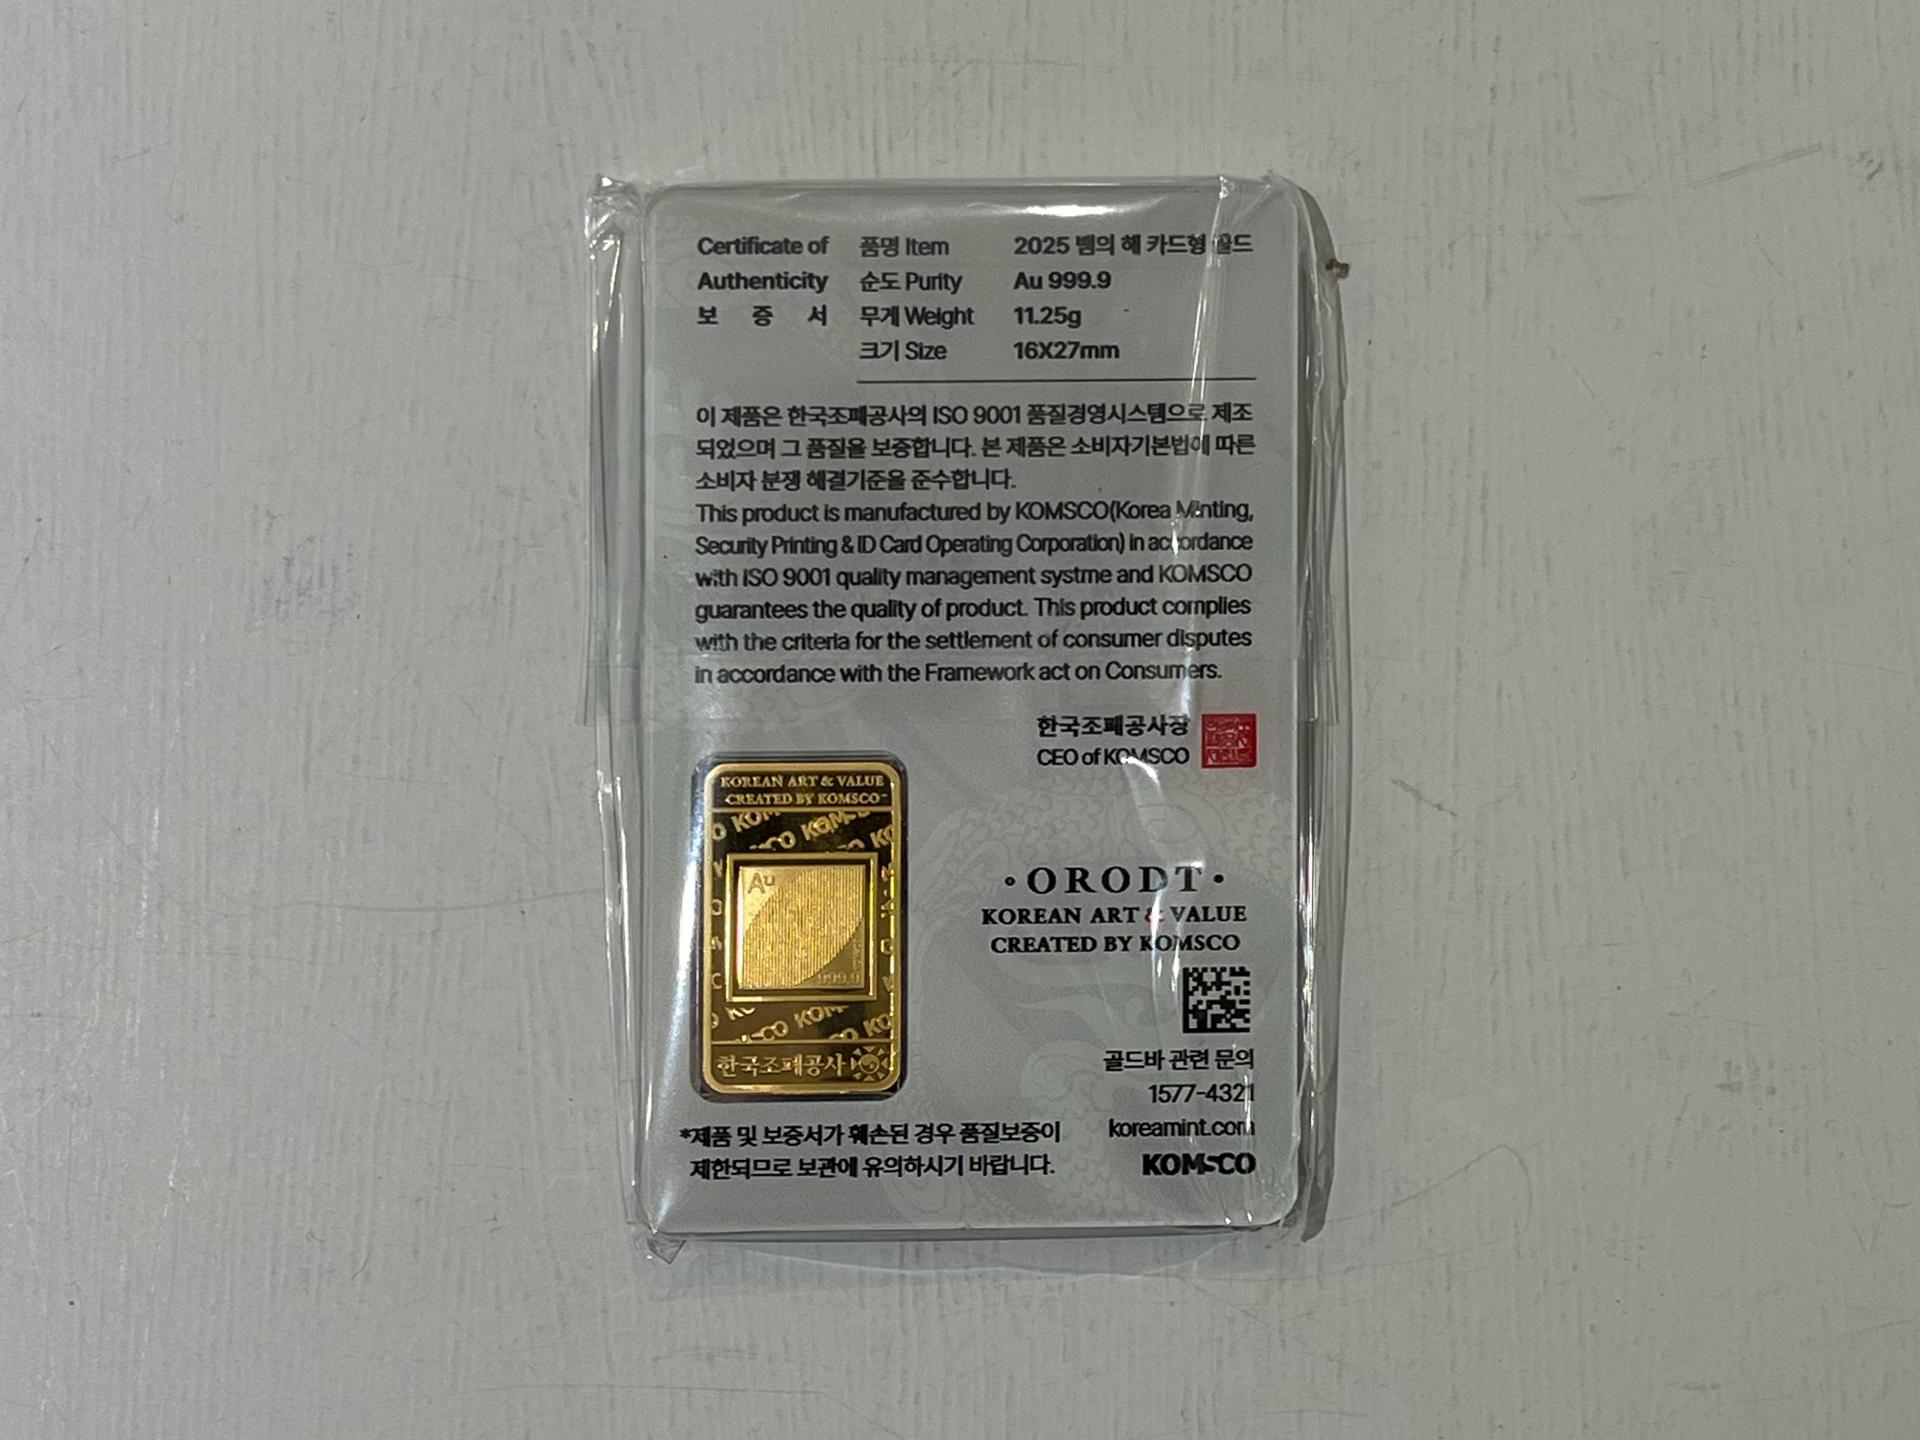 Certificate of 품명 Item 2025 뱀의 해 카드형 골드
Authenticity 순도 Purity Au 999.9
보 증 서 무게 Weight 11.25g
크기 Size 16X27mm
이 제품은 한국조폐공사의 ISO 9001 품질경영시스템으로 제조
되었으며 그 품질을 보증합니다. 본 제품은 소비자기본법에 따른
소비자 분쟁 해결기준을 준수합니다.
This product is manufactured by KOMSCO(Korea Minting,
Security Printing & ID Card Operating Corporation) in accordance
with ISO 9001 quality management systme and KOMSCO
guarantees the quality of product. This product complies
with the criteria for the settlement of consumer disputes
in accordance with the Framework act on Consumers.
한국조폐공사장
CEO of KOMSCO
KOREAN ART & VALUE
CREATED BY KOMSCO
Au
999.9
한국조폐공사
·ORODT·
KOREAN ART & VALUE
CREATED BY KOMSCO
골드바 관련 문의
1577-4321
koreamint.com
KOMSCO
*제품 및 보증서가 훼손된 경우 품질보증이
제한되므로 보관에 유의하시기 바랍니다.